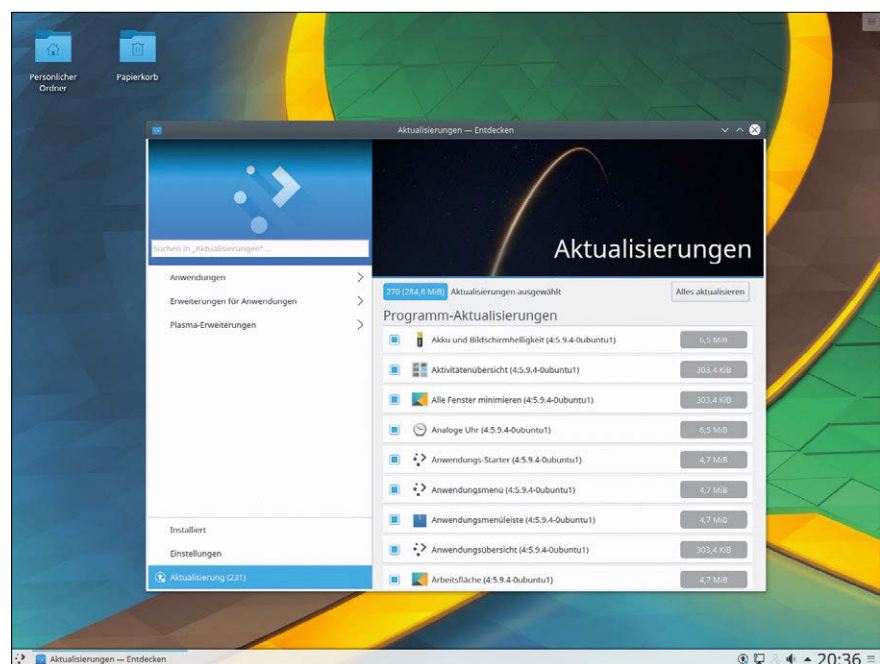 Persönlicher
Ordner
Papierkorb
Aktualisierungen — Entdecken
Suchen in „Aktualisierungen“ ...
Anwendungen
Erweiterungen für Anwendungen
Plasma-Erweiterungen
Installiert
Einstellungen
Aktualisierung (231)
Aktualisierungen
270 (284,8 MiB) Aktualisierungen ausgewählt Alles aktualisieren
Programm-Aktualisierungen
Akku und Bildschirmhelligkeit (4:5.9.4-0ubuntu1) 6,5 MiB
Aktivitätenübersicht (4:5.9.4-0ubuntu1) 303,4 KiB
Alle Fenster minimieren (4:5.9.4-0ubuntu1) 303,4 KiB
Analoge Uhr (4:5.9.4-0ubuntu1) 6,5 MiB
Anwendungs-Starter (4:5.9.4-0ubuntu1) 4,7 MiB
Anwendungsmenü (4:5.9.4-0ubuntu1) 4,7 MiB
Anwendungsmenüleiste (4:5.9.4-0ubuntu1) 4,7 MiB
Anwendungsübersicht (4:5.9.4-0ubuntu1) 303,4 KiB
Arbeitsfläche (4:5.9.4-0ubuntu1) 4,7 MiB
Aktualisierungen — Entdecken
20:36